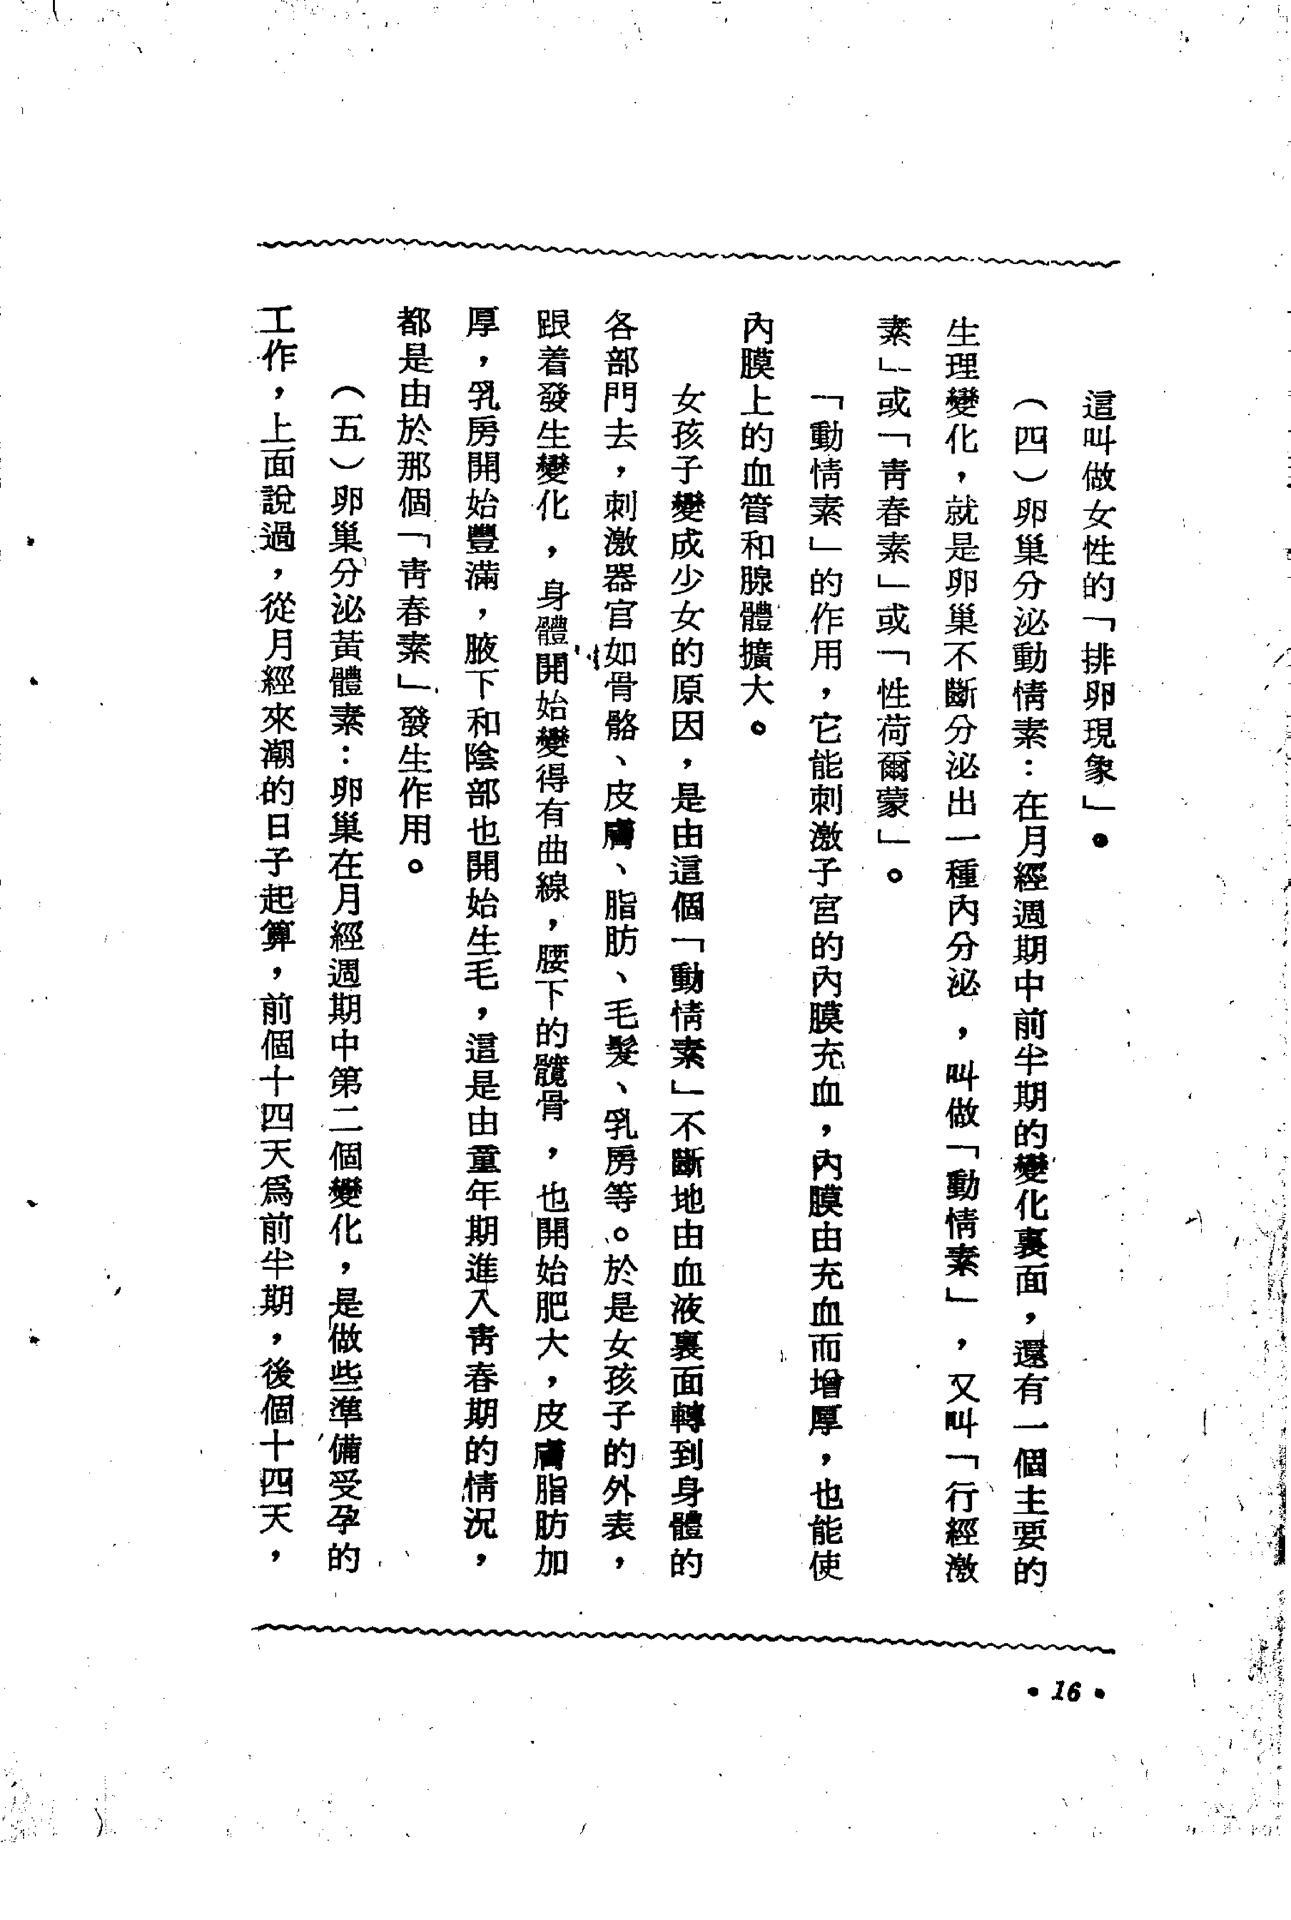 這叫做女性的「排卵現象」。
（四）卵巢分泌動情素：在月經週期中前半期的變化裏面，還有一個主要的
生理變化，就是卵巢不斷分泌出一種內分泌，叫做「動情素」，又叫「行經激
素」或「青春素」或「性荷爾蒙」。
「動情素」的作用，它能刺激子宮的內膜充血，內膜由充血而增厚，也能使
內膜上的血管和腺體擴大。
女孩子變成少女的原因，是由這個「動情素」不斷地由血液裏面轉到身體的
各部門去，刺激器官如骨骼、皮膚、脂肪、毛髮、乳房等。於是女孩子的外表，
跟着發生變化，身體開始變得有曲線，腰下的髖骨，也開始肥大，皮膚脂肪加
厚，乳房開始豐滿，腋下和陰部也開始生毛，這是由童年期進入青春期的情況，
都是由於那個「青春素」發生作用。
（五）卵巢分泌黃體素：卵巢在月經週期中第二個變化，是做些準備受孕的
工作，上面說過，從月經來潮的日子起算，前個十四天爲前半期，後個十四天，
• 16 •